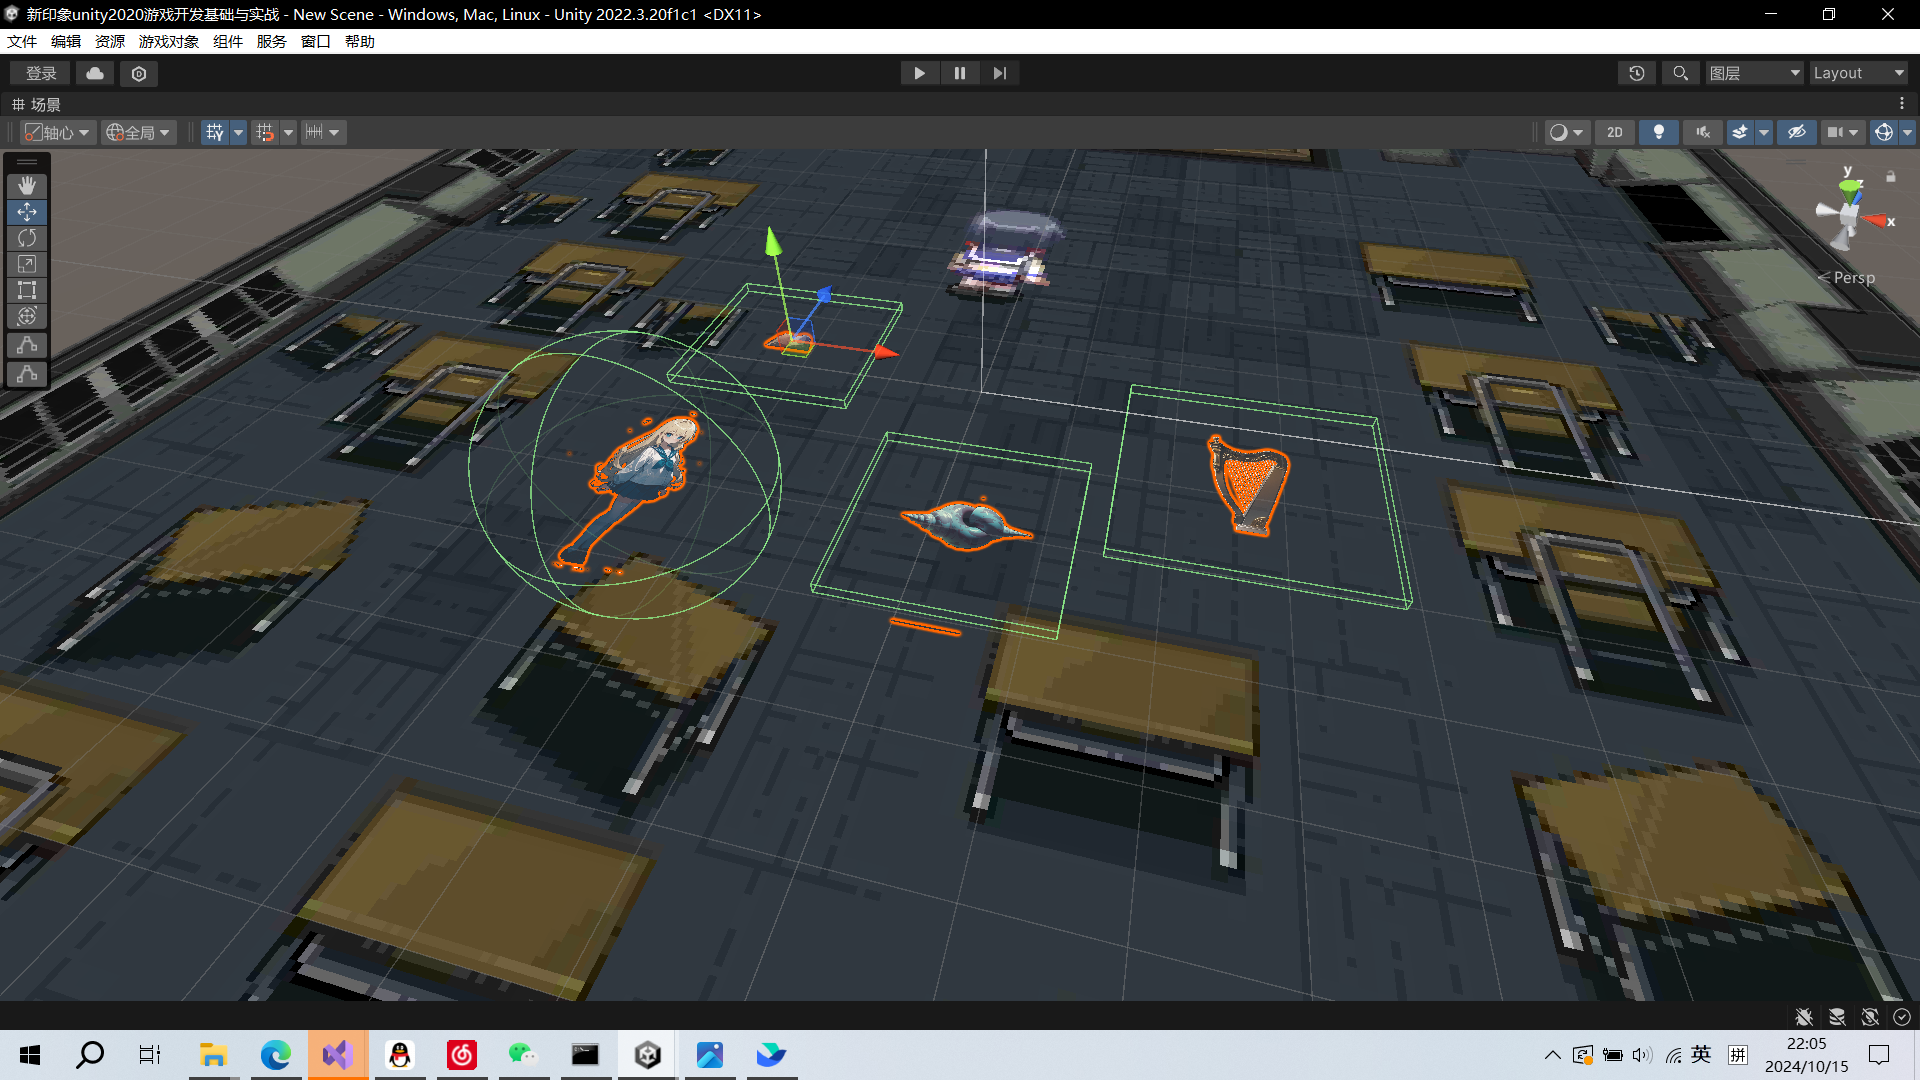 新印象unity2020游戏开发基础与实战 - New Scene - Windows, Mac, Linux - Unity 2022.3.20f1c1 <DX11>
文件 编辑 资源 游戏对象 组件 服务 窗口 帮助
登录 图层 Layout
场景
轴心 全局 2D
y
z
x
Persp
英 拼
22:05
2024/10/15